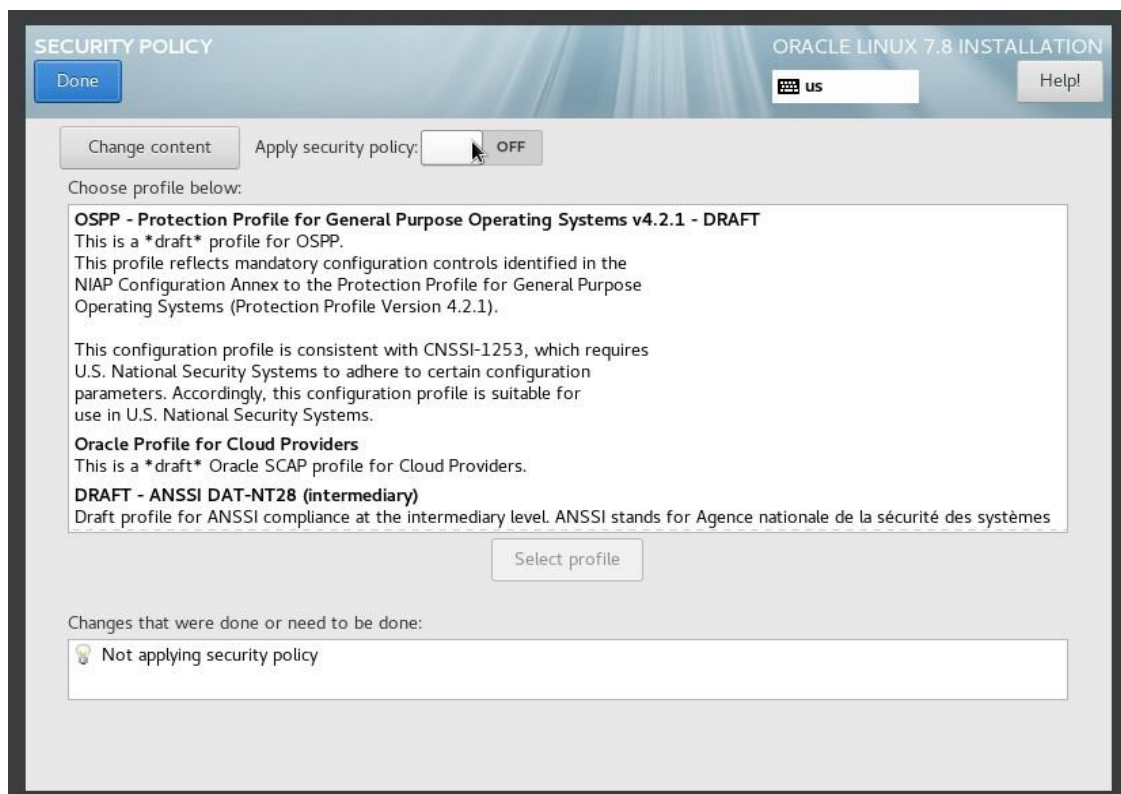 SECURITY POLICY
ORACLE LINUX 7.8 INSTALLATION
Done
us
Help!
Change content
Apply security policy:
OFF
Choose profile below:
OSPP - Protection Profile for General Purpose Operating Systems v4.2.1 - DRAFT
This is a *draft* profile for OSPP.
This profile reflects mandatory configuration controls identified in the
NIAP Configuration Annex to the Protection Profile for General Purpose
Operating Systems (Protection Profile Version 4.2.1).
This configuration profile is consistent with CNSSI-1253, which requires
U.S. National Security Systems to adhere to certain configuration
parameters. Accordingly, this configuration profile is suitable for
use in U.S. National Security Systems.
Oracle Profile for Cloud Providers
This is a *draft* Oracle SCAP profile for Cloud Providers.
DRAFT - ANSSI DAT-NT28 (intermediary)
Draft profile for ANSSI compliance at the intermediary level. ANSSI stands for Agence nationale de la sécurité des systèmes
Select profile
Changes that were done or need to be done:
Not applying security policy